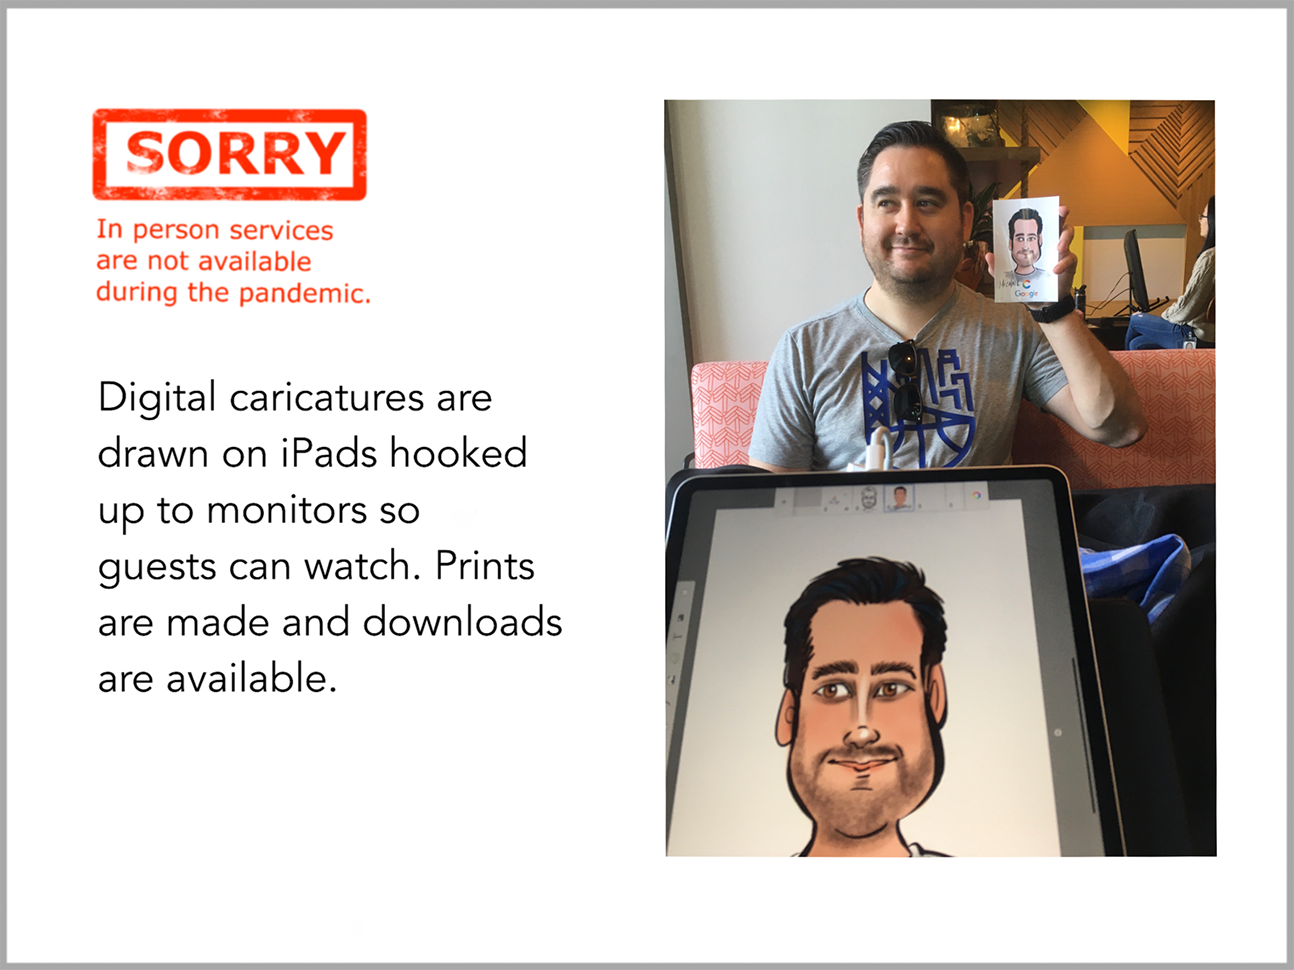 SORRY
In person services
are not available
during the pandemic.
Digital caricatures are
drawn on iPads hooked
up to monitors so
guests can watch. Prints
are made and downloads
are available.
Google